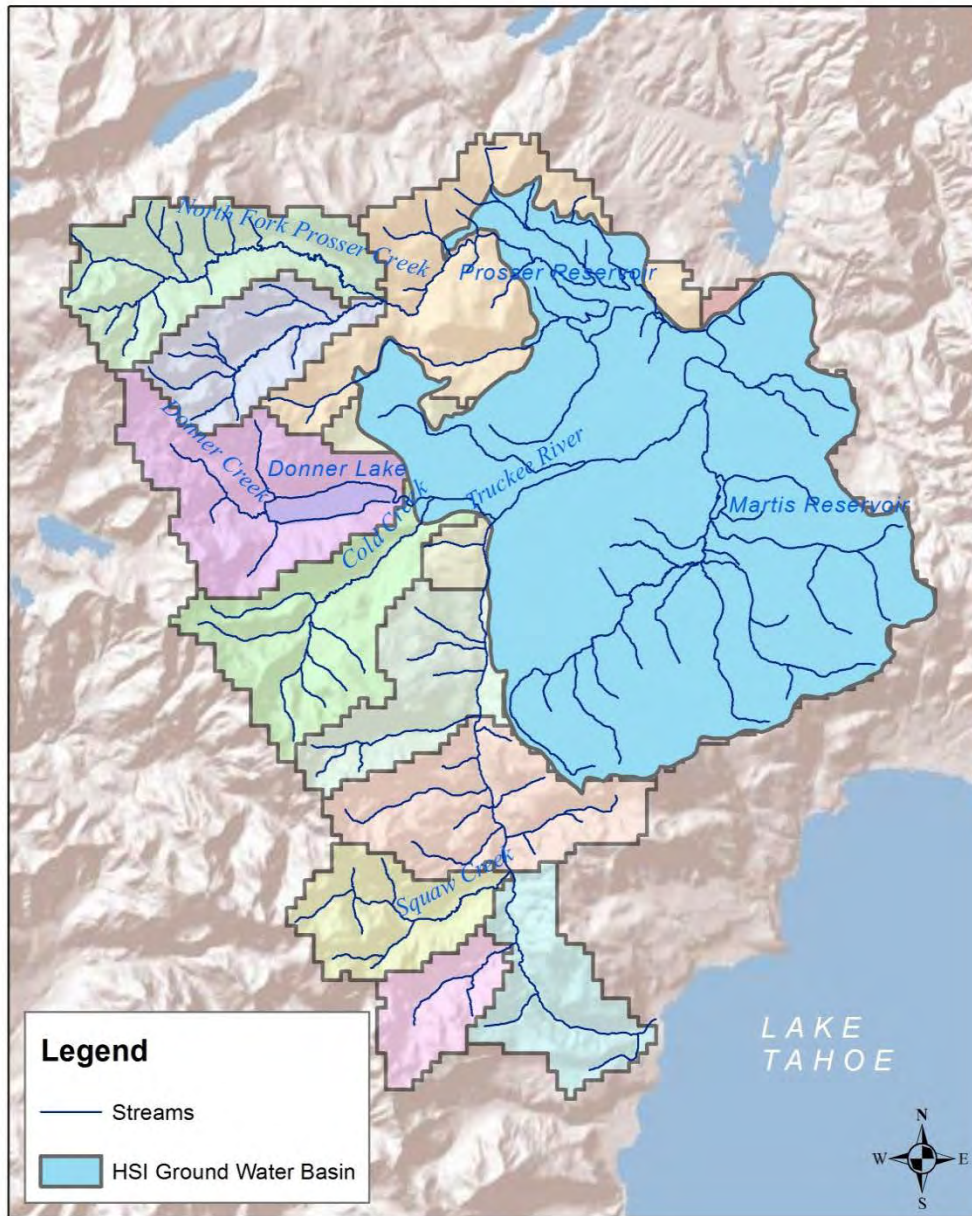 North Fork Prosser Creek
Prosser Reservoir
Donner Creek
Donner Lake
Cold Creek
Truckee River
Martis Reservoir
Squaw Creek
LAKE
TAHOE
Legend
Streams
HSI Ground Water Basin
N
W
E
S